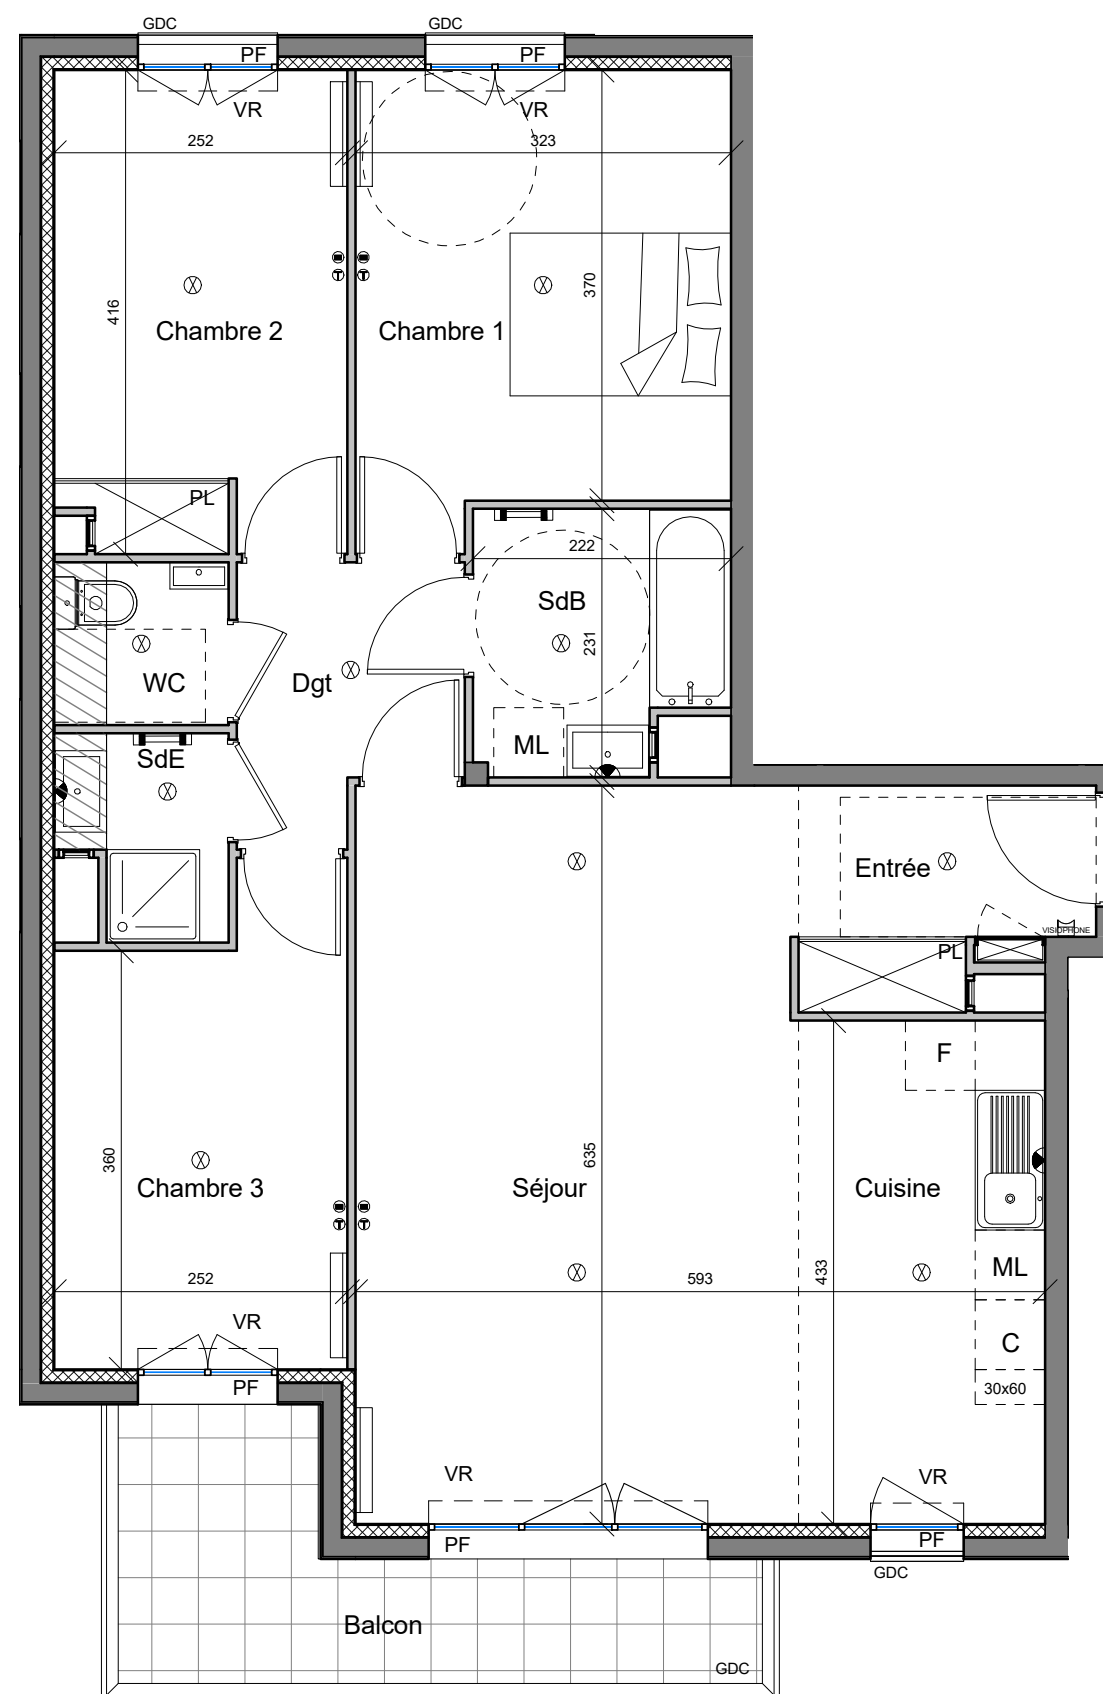 GDC
GDC
PF
PF
VR
VR
252
323
416
370
Chambre 2
Chambre 1
PL
222
SdB
231
WC
Dgt
ML
SdE
Entrée
VISIOPHONE
PL
F
360
635
Chambre 3
Séjour
Cuisine
252
593
433
ML
VR
C
PF
30x60
VR
VR
PF
PF
GDC
Balcon
GDC